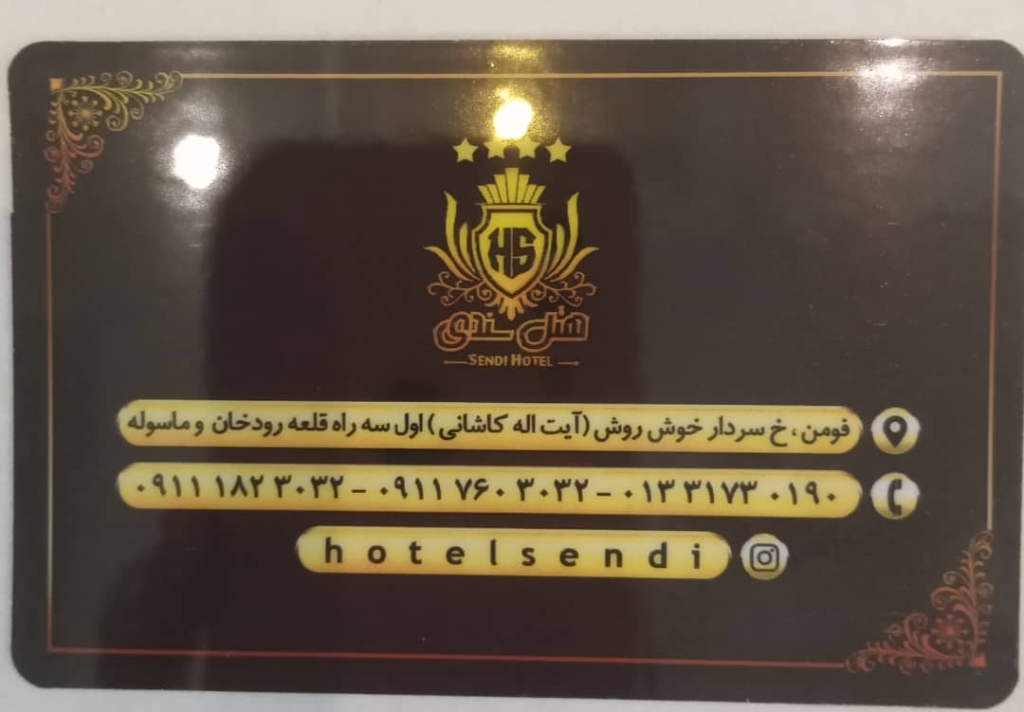 HS
هتل سندی
SENDI HOTEL
فومن ، خ سردار خوش روش (آیت اله کاشانی) اول سه راه قلعه رودخان و ماسوله
۰۹۱۱ ۱۸۲ ۳۰۳۲ - ۰۹۱۱ ۷۶۰ ۳۰۳۲ - ۰۱۳ ۳۱۷۳ ۰۱۹۰
hotelsendi